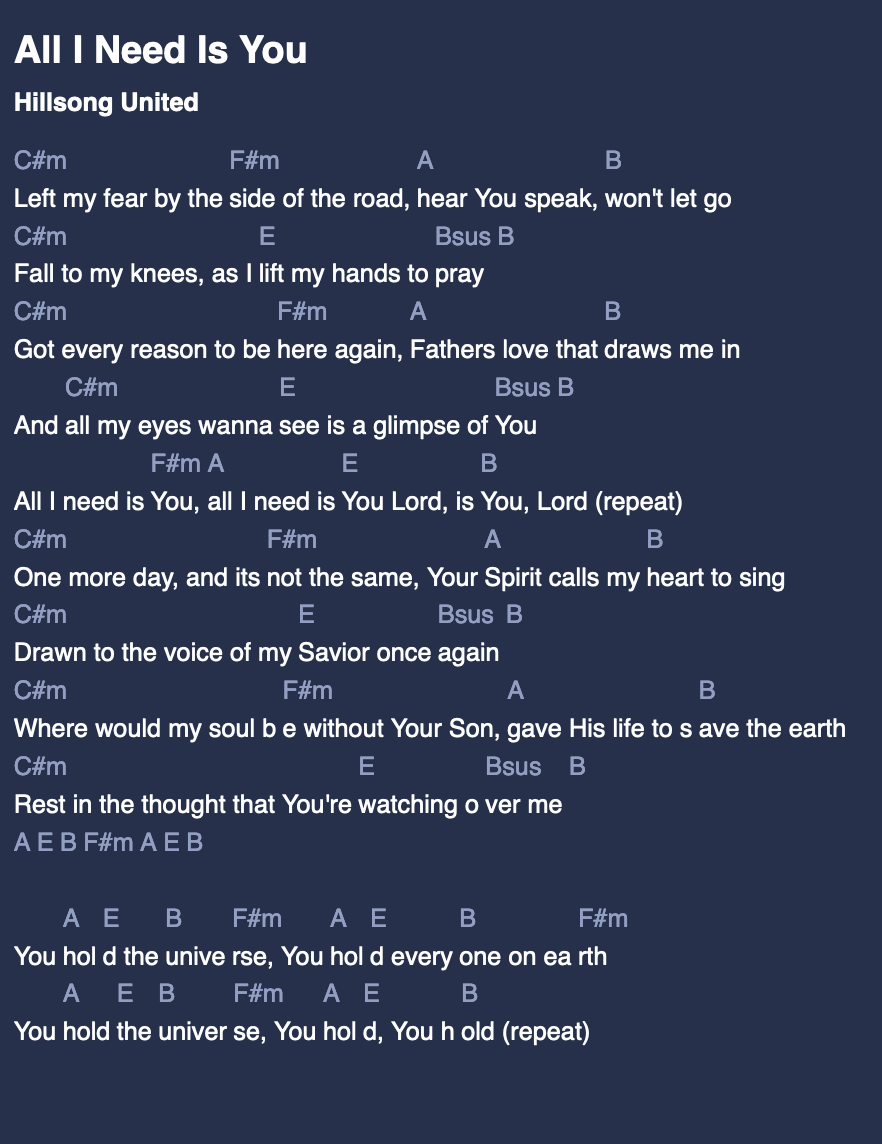 All I Need Is You
Hillsong United
C#m F#m A B
Left my fear by the side of the road, hear You speak, won't let go
C#m E Bsus B
Fall to my knees, as I lift my hands to pray
C#m F#m A B
Got every reason to be here again, Fathers love that draws me in
C#m E Bsus B
And all my eyes wanna see is a glimpse of You
F#m A E B
All I need is You, all I need is You Lord, is You, Lord (repeat)
C#m F#m A B
One more day, and its not the same, Your Spirit calls my heart to sing
C#m E Bsus B
Drawn to the voice of my Savior once again
C#m F#m A B
Where would my soul b e without Your Son, gave His life to s ave the earth
C#m E Bsus B
Rest in the thought that You're watching o ver me
A E B F#m A E B
A E B F#m A E B F#m
You hol d the unive rse, You hol d every one on ea rth
A E B F#m A E B
You hold the univer se, You hol d, You h old (repeat)